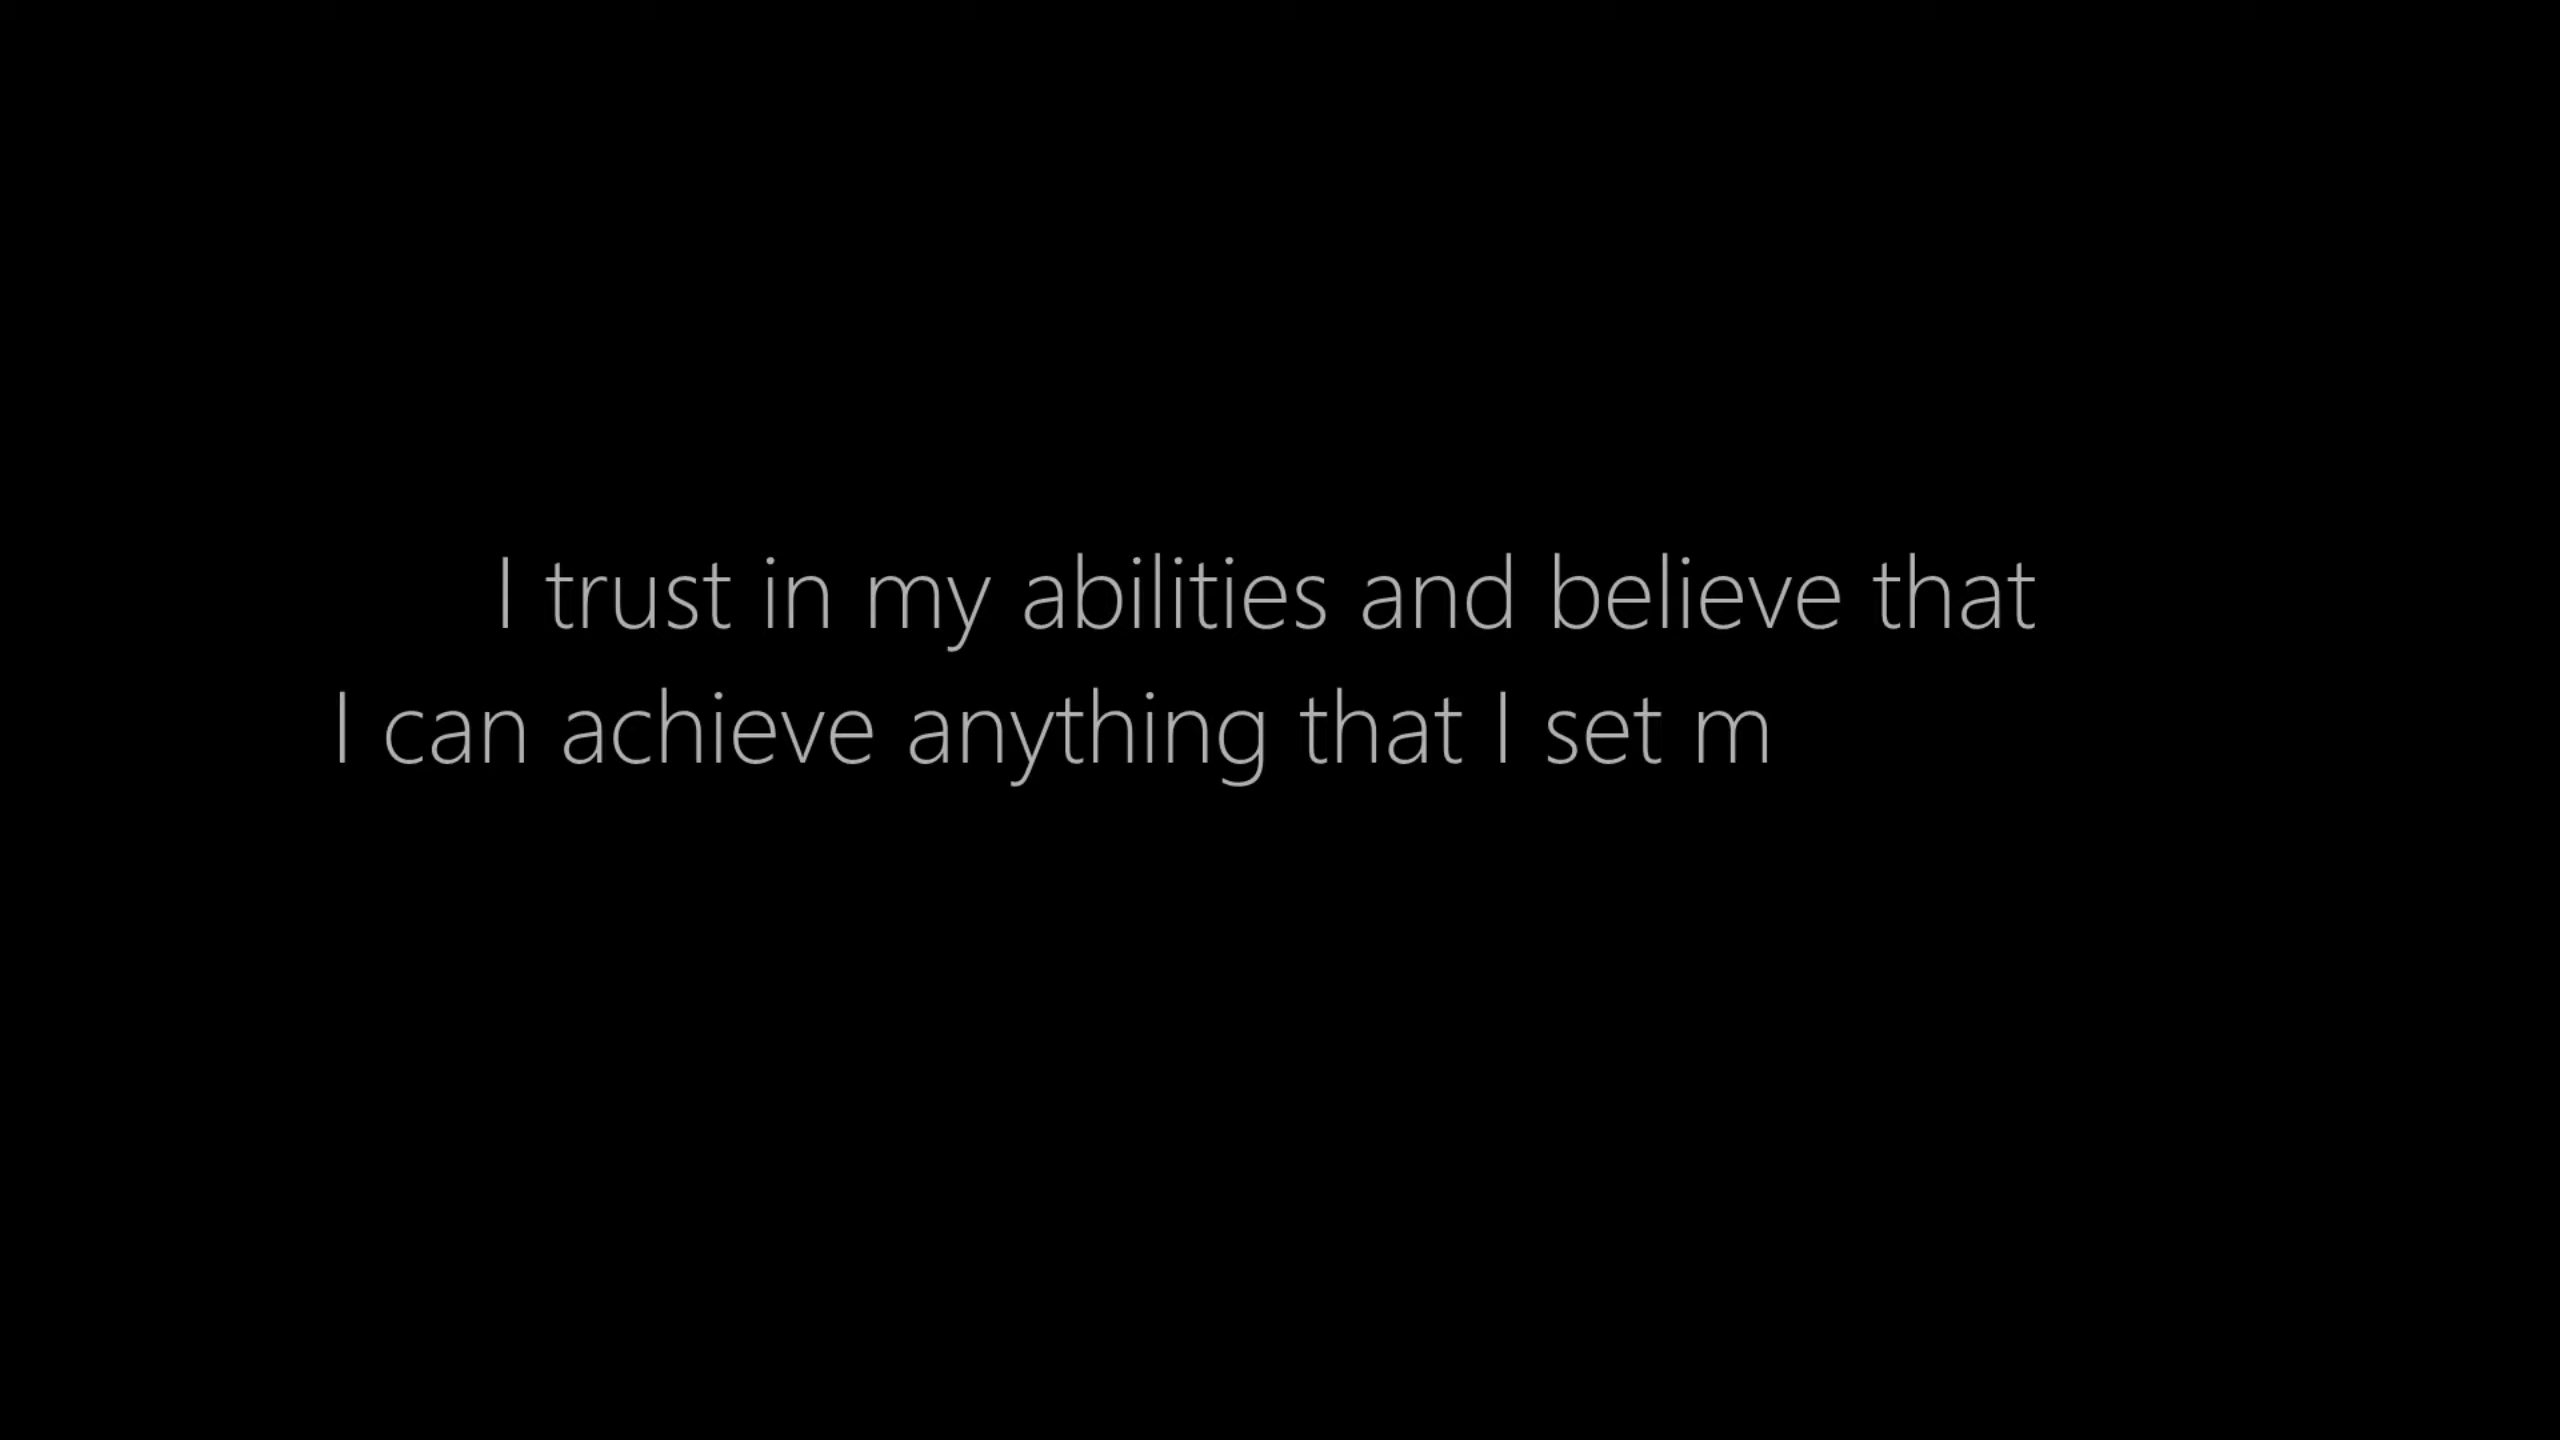 I trust in my abilities and believe that
I can achieve anything that I set m